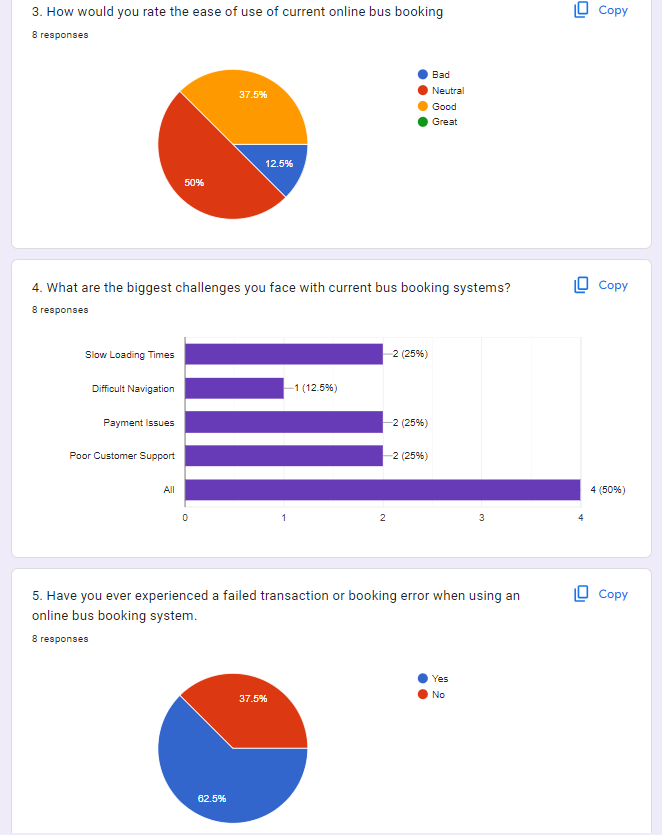 3. How would you rate the ease of use of current online bus booking
Copy
8 responses
37.5%
12.5%
50%
Bad
Neutral
Good
Great
4. What are the biggest challenges you face with current bus booking systems?
Copy
8 responses
Slow Loading Times
2 (25%)
Difficult Navigation
1 (12.5%)
Payment Issues
2 (25%)
Poor Customer Support
2 (25%)
All
4 (50%)
0 1 2 3 4
5. Have you ever experienced a failed transaction or booking error when using an
online bus booking system.
Copy
8 responses
37.5%
62.5%
Yes
No